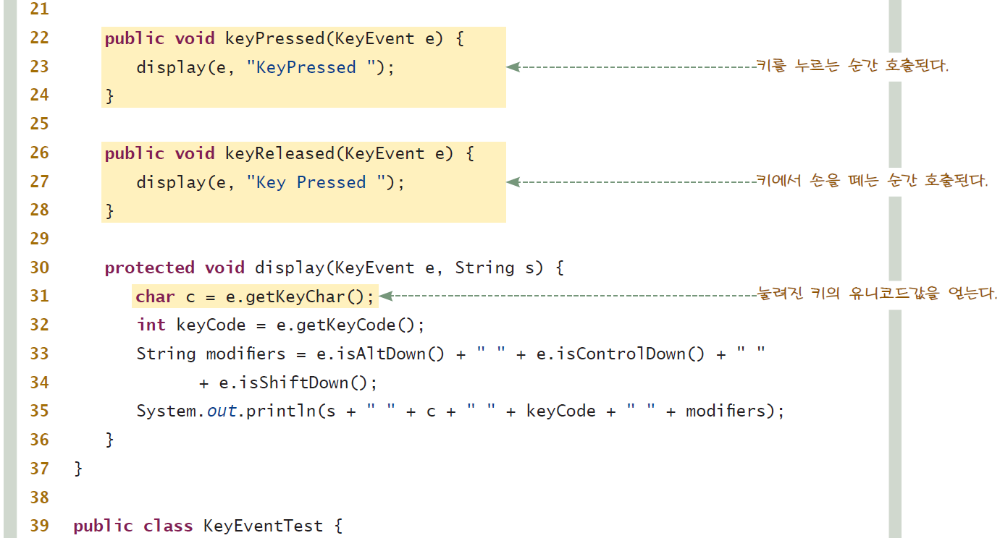 21
22 public void keyPressed(KeyEvent e) {
23 display(e, "KeyPressed "); 키를 누르는 순간 호출된다.
24 }
25
26 public void keyReleased(KeyEvent e) {
27 display(e, "Key Pressed "); 키에서 손을 떼는 순간 호출된다.
28 }
29
30 protected void display(KeyEvent e, String s) {
31 char c = e.getKeyChar(); 눌려진 키의 유니코드값을 얻는다.
32 int keyCode = e.getKeyCode();
33 String modifiers = e.isAltDown() + " " + e.isControlDown() + " "
34 + e.isShiftDown();
35 System.out.println(s + " " + c + " " + keyCode + " " + modifiers);
36 }
37 }
38
39 public class KeyEventTest {